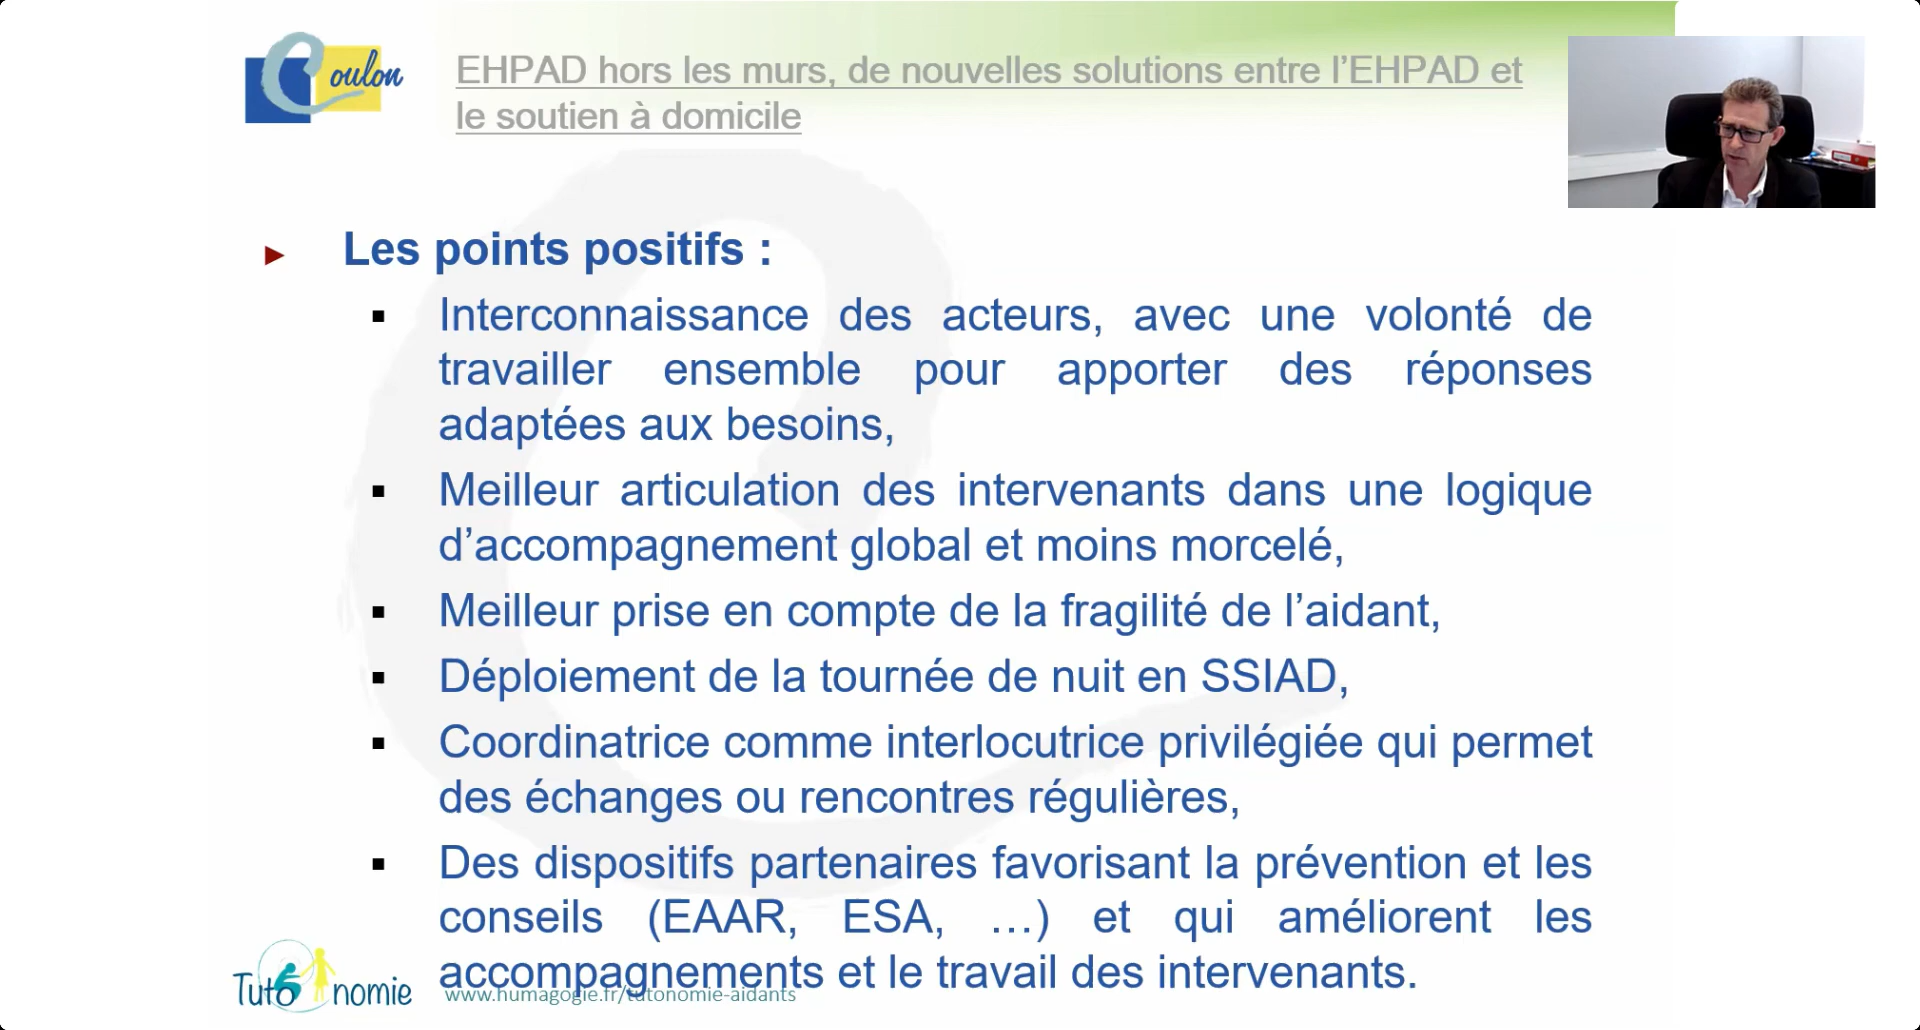 Coulon
EHPAD hors les murs, de nouvelles solutions entre l’EHPAD et
le soutien à domicile
Les points positifs :
Interconnaissance des acteurs, avec une volonté de
travailler ensemble pour apporter des réponses
adaptées aux besoins,
Meilleur articulation des intervenants dans une logique
d’accompagnement global et moins morcelé,
Meilleur prise en compte de la fragilité de l’aidant,
Déploiement de la tournée de nuit en SSIAD,
Coordinatrice comme interlocutrice privilégiée qui permet
des échanges ou rencontres régulières,
Des dispositifs partenaires favorisant la prévention et les
conseils (EAAR, ESA, …) et qui améliorent les
accompagnements et le travail des intervenants.
Tutonomie
www.humagogie.fr/tutonomie-aidants